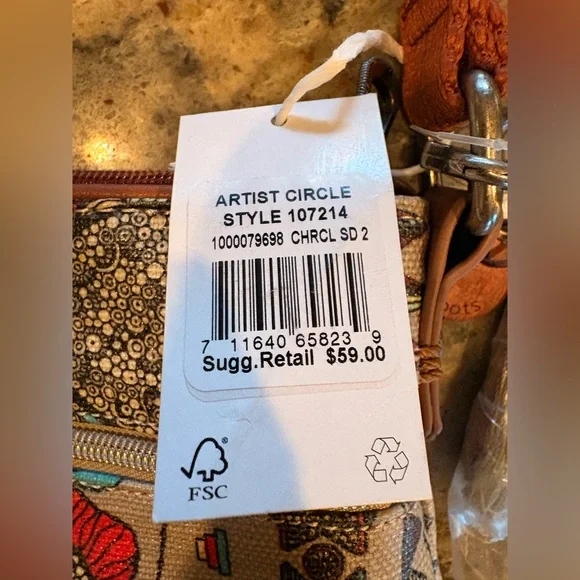 ARTIST CIRCLE
STYLE 107214
1000079698 CHRCL SD 2
7 11640 65823 9
Sugg.Retail $59.00
®
FSC